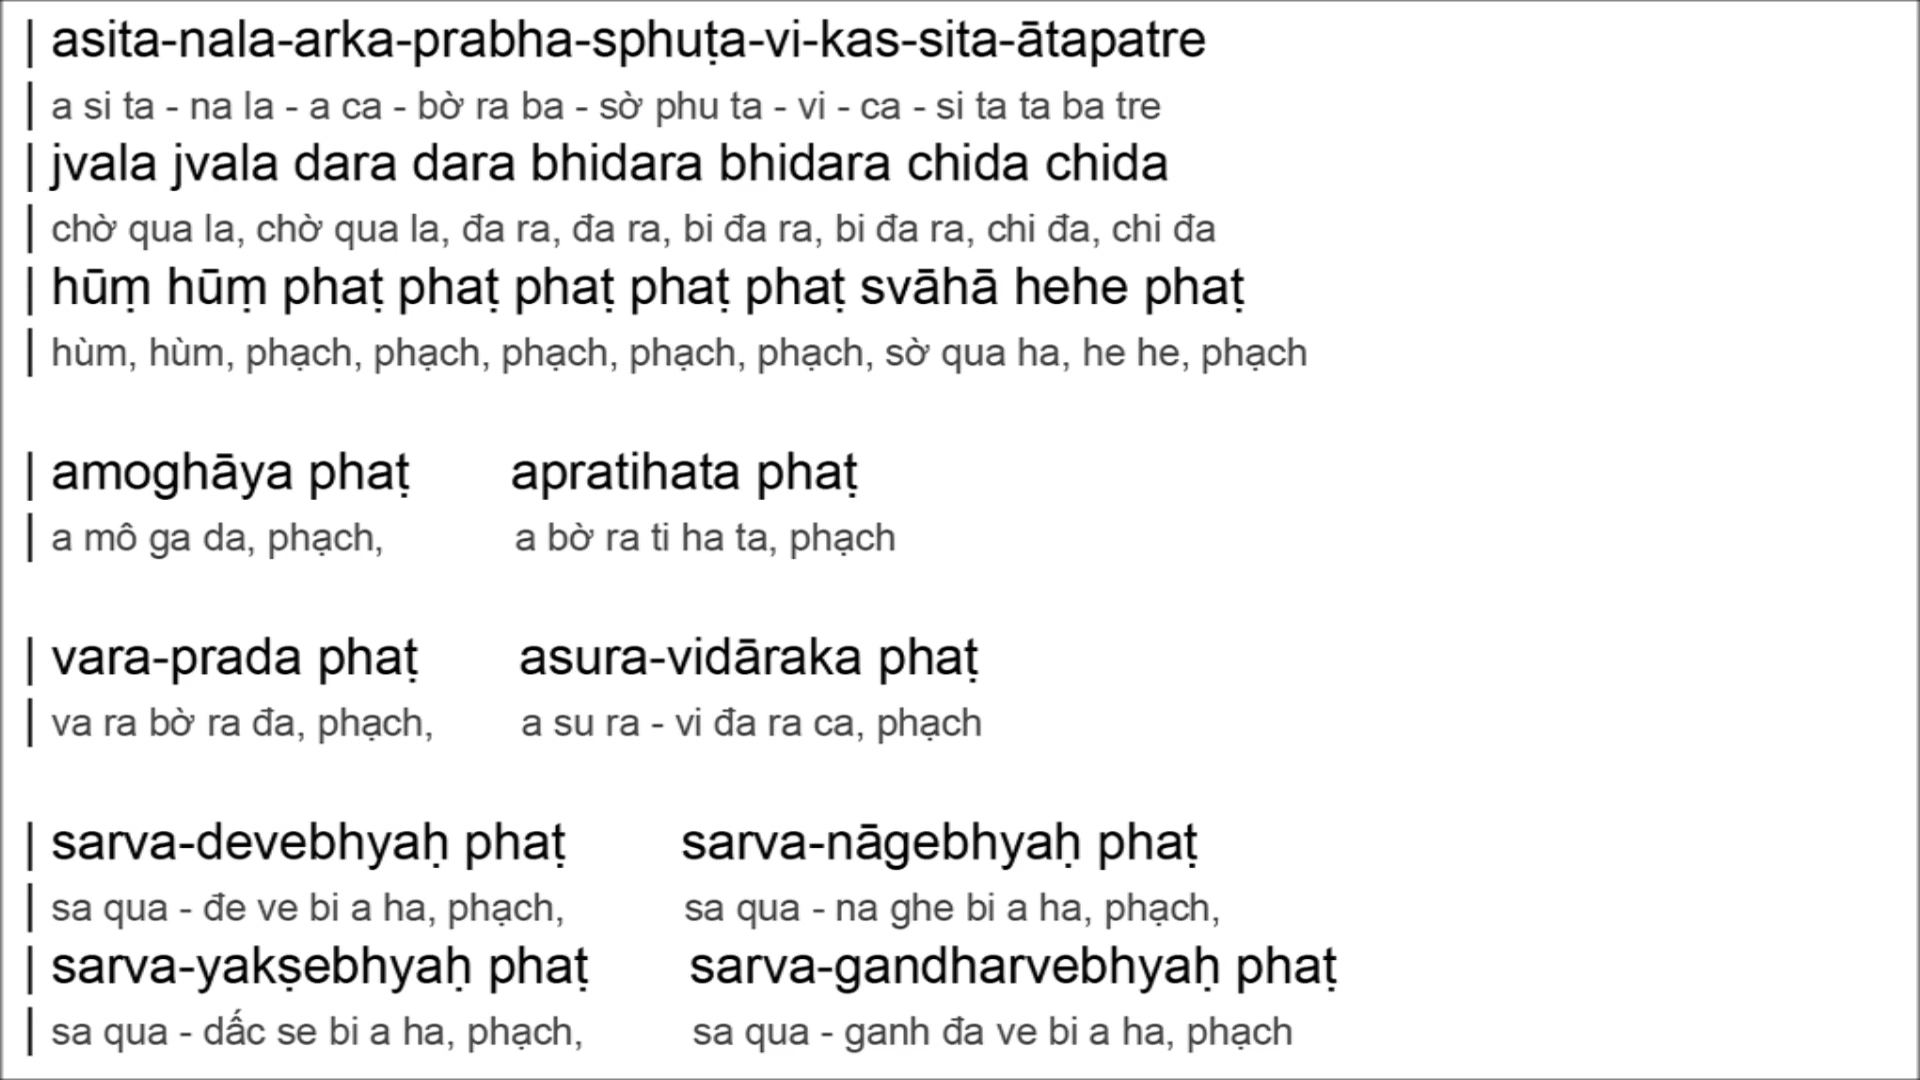 | asita-nala-arka-prabha-sphuṭa-vi-kas-sita-ātapatre
| a si ta - na la - a ca - bờ ra ba - sờ phu ta - vi - ca - si ta ta ba tre
| jvala jvala dara dara bhidara bhidara chida chida
| chờ qua la, chờ qua la, đa ra, đa ra, bi đa ra, bi đa ra, chi đa, chi đa
| hūṃ hūṃ phaṭ phaṭ phaṭ phaṭ phaṭ svāhā hehe phaṭ
| hùm, hùm, phạch, phạch, phạch, phạch, phạch, sờ qua ha, he he, phạch
| amoghāya phaṭ apratihata phaṭ
| a mô ga da, phạch, a bờ ra ti ha ta, phạch
| vara-prada phaṭ asura-vidāraka phaṭ
| va ra bờ ra đa, phạch, a su ra - vi đa ra ca, phạch
| sarva-devebhyaḥ phaṭ sarva-nāgebhyaḥ phaṭ
| sa qua - đe ve bi a ha, phạch, sa qua - na ghe bi a ha, phạch,
| sarva-yakṣebhyaḥ phaṭ sarva-gandharvebhyaḥ phaṭ
| sa qua - dấc se bi a ha, phạch, sa qua - ganh đa ve bi a ha, phạch